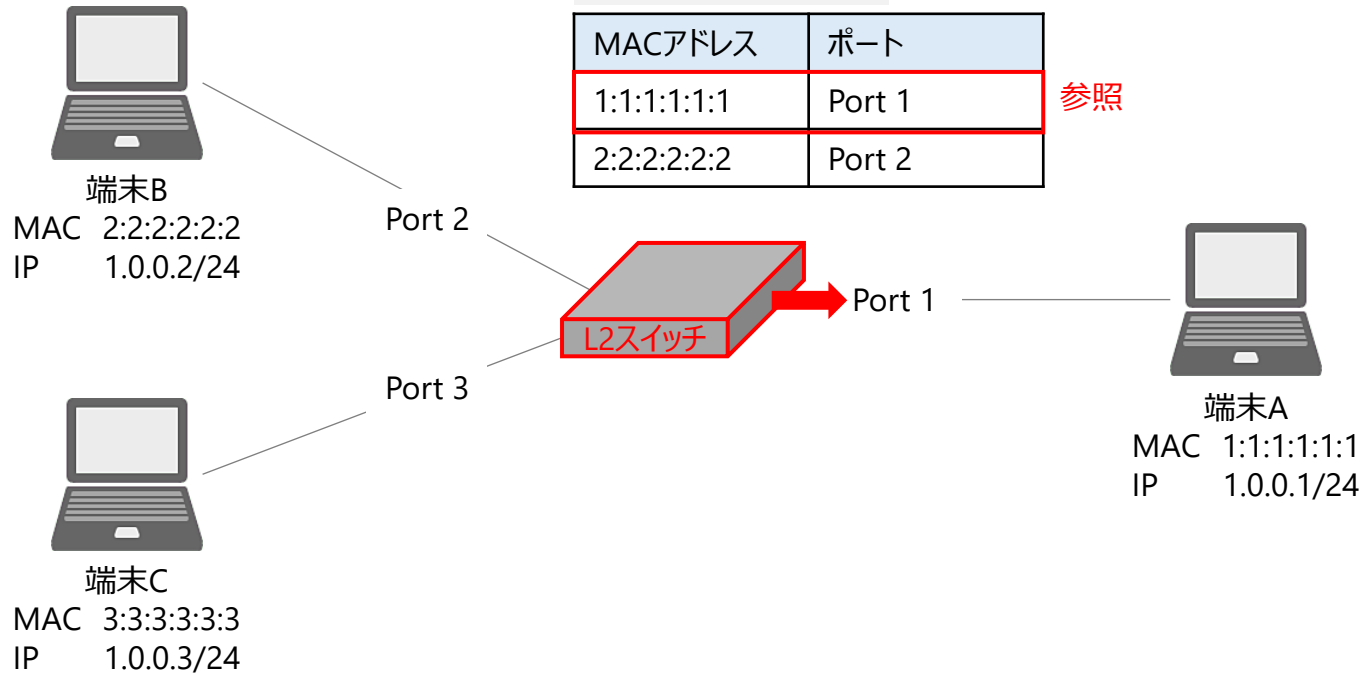 MACアドレス ポート
1:1:1:1:1:1 Port 1 参照
2:2:2:2:2:2 Port 2
端末B
MAC 2:2:2:2:2:2
IP 1.0.0.2/24
Port 2
L2スイッチ
Port 1
Port 3
端末A
MAC 1:1:1:1:1:1
IP 1.0.0.1/24
端末C
MAC 3:3:3:3:3:3
IP 1.0.0.3/24